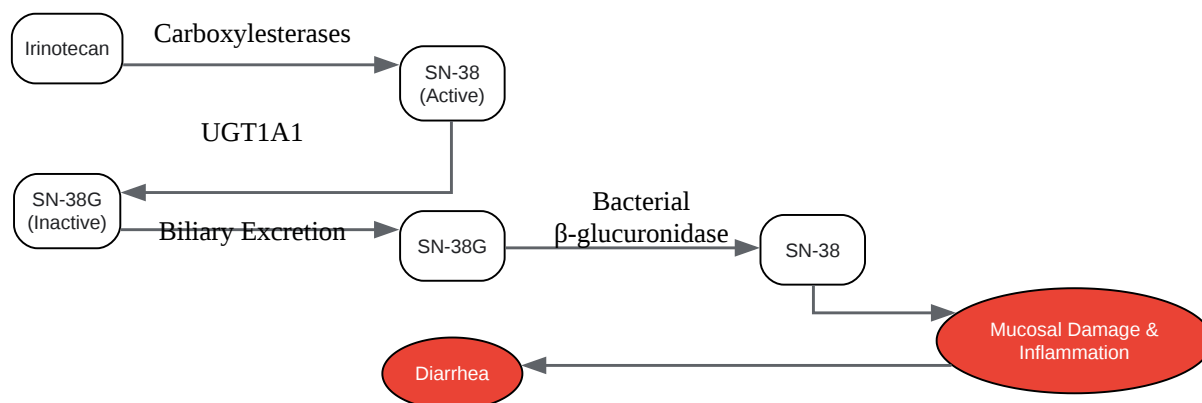 Irinotecan
Carboxylesterases
SN-38
(Active)
UGT1A1
SN-38G
(Inactive)
Biliary Excretion
SN-38G
Bacterial
β-glucuronidase
SN-38
Mucosal Damage &
Inflammation
Diarrhea